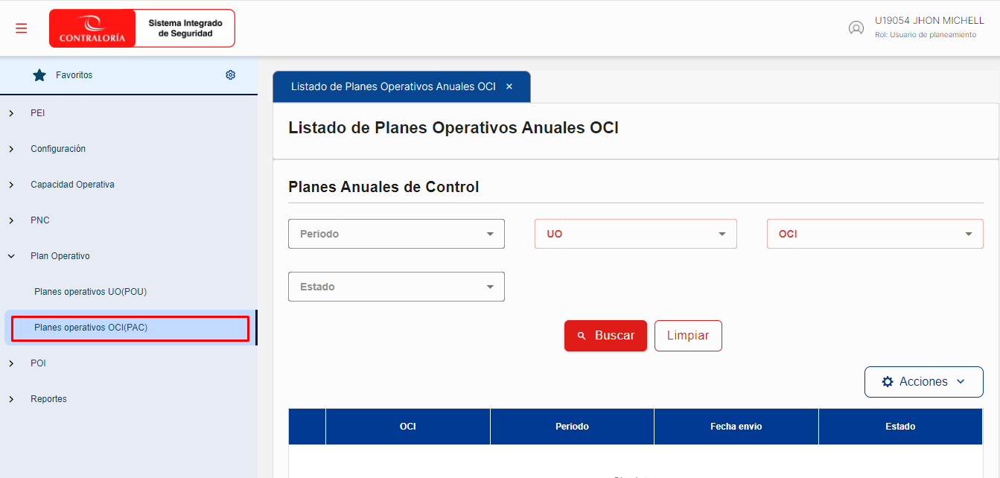 CONTRALORÍA
Sistema Integrado
de Seguridad
U19054 JHON MICHELL
Rol: Usuario de planeamiento
Favoritos
PEI
Configuración
Capacidad Operativa
PNC
Plan Operativo
Planes operativos UO(POU)
Planes operativos OCI(PAC)
POI
Reportes
Listado de Planes Operativos Anuales OCI ×
Listado de Planes Operativos Anuales OCI
Planes Anuales de Control
Periodo UO OCI
Estado
Buscar Limpiar
Acciones
OCI Periodo Fecha envio Estado